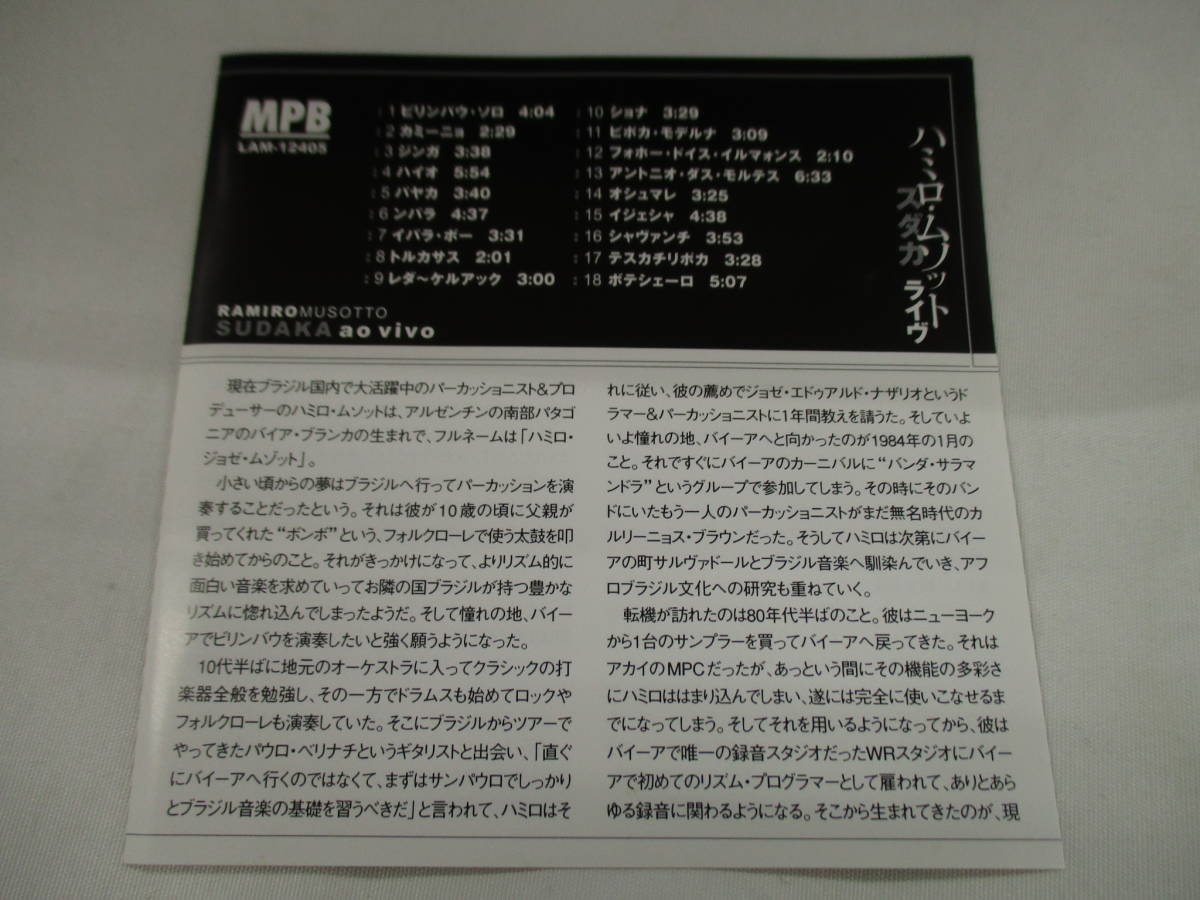 MPB
LAM-12405
:1 ビリンバウ・ソロ 4:04
:2 カミーニョ 2:29
:3 ジンガ 3:38
:4 ハイオ 5:54
:5 バヤカ 3:40
:6 ンバラ 4:37
:7 イバラ・ボー 3:31
:8 トルカサス 2:01
:9 レダ〜ケルアック 3:00
:10 ショナ 3:29
:11 ビボカ・モデルナ 3:09
:12 フォホー・ドイス・イルマォンス 2:10
:13 アントニオ・ダス・モルテス 6:33
:14 オシュマレ 3:25
:15 イジェシャ 4:38
:16 シャヴァンチ 3:53
:17 テスカチリポカ 3:28
:18 ボテシェーロ 5:07
ハミロ・ムゾット
スダカ ライヴ
RAMIROMUSOTTO
SUDAKA ao vivo
現在ブラジル国内で大活躍中のパーカッショニスト&プロ
デューサーのハミロ・ムソットは、アルゼンチンの南部パタゴ
ニアのバイア・ブランカの生まれで、フルネームは「ハミロ・
ジョゼ・ムゾット」。
小さい頃からの夢はブラジルへ行ってパーカッションを演
奏することだったという。それは彼が10歳の頃に父親が
買ってくれた“ボンボ”という、フォルクローレで使う太鼓を叩
き始めてからのこと。それがきっかけになって、よりリズム的に
面白い音楽を求めていってお隣の国ブラジルが持つ豊かな
リズムに惚れ込んでしまったようだ。そして憧れの地、バイー
アでビリンバウを演奏したいと強く願うようになった。
10代半ばに地元のオーケストラに入ってクラシックの打
楽器全般を勉強し、その一方でドラムスも始めてロックや
フォルクローレも演奏していた。そこにブラジルからツアーで
やってきたパウロ・ベリナチというギタリストと出会い、「直ぐ
にバイーアへ行くのではなくて、まずはサンパウロでしっかり
とブラジル音楽の基礎を習うべきだ」と言われて、ハミロはそ
れに従い、彼の薦めでジョゼ・エドゥアルド・ナザリオというド
ラマー&パーカッショニストに1年間教えを請うた。そしていよ
いよ憧れの地、バイーアへと向かったのが1984年の1月の
こと。それですぐにバイーアのカーニバルに“バンダ・サラマ
ンドラ”というグループで参加してしまう。その時にそのバン
ドにいたもう一人のパーカッショニストがまだ無名時代のカ
ルリーニョス・ブラウンだった。そうしてハミロは次第にバイー
アの町サルヴァドールとブラジル音楽へ馴染んでいき、アフ
ロブラジル文化への研究も重ねていく。
転機が訪れたのは80年代半ばのこと。彼はニューヨーク
から1台のサンプラーを買ってバイーアへ戻ってきた。それは
アカイのMPCだったが、あっという間にその機能の多彩さ
にハミロははまり込んでしまい、遂には完全に使いこなせるま
でになってしまう。そしてそれを用いるようになってから、彼は
バイーアで唯一の録音スタジオだったWRスタジオにバイー
アで初めてのリズム・プログラマーとして雇われて、ありとあら
ゆる録音に関わるようになる。そこから生まれてきたのが、現